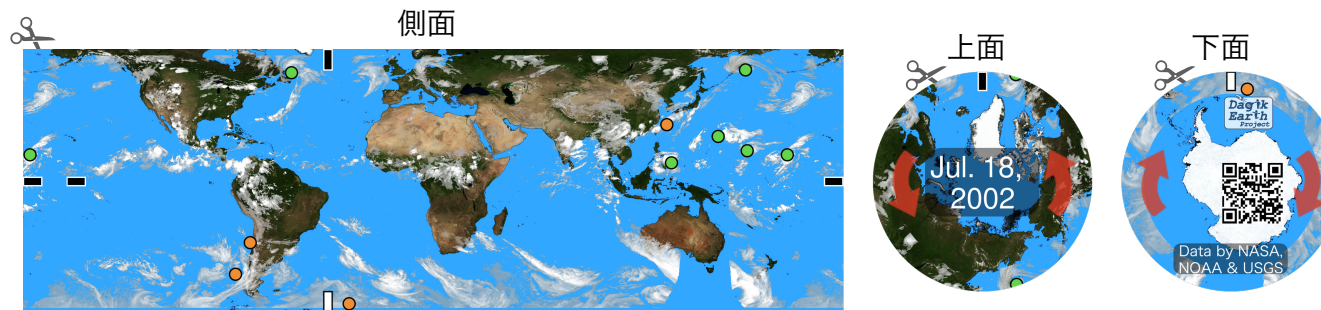 側面
上面
下面
Jul. 18,
2002
Dagik
Earth
Project
Data by NASA,
NOAA & USGS